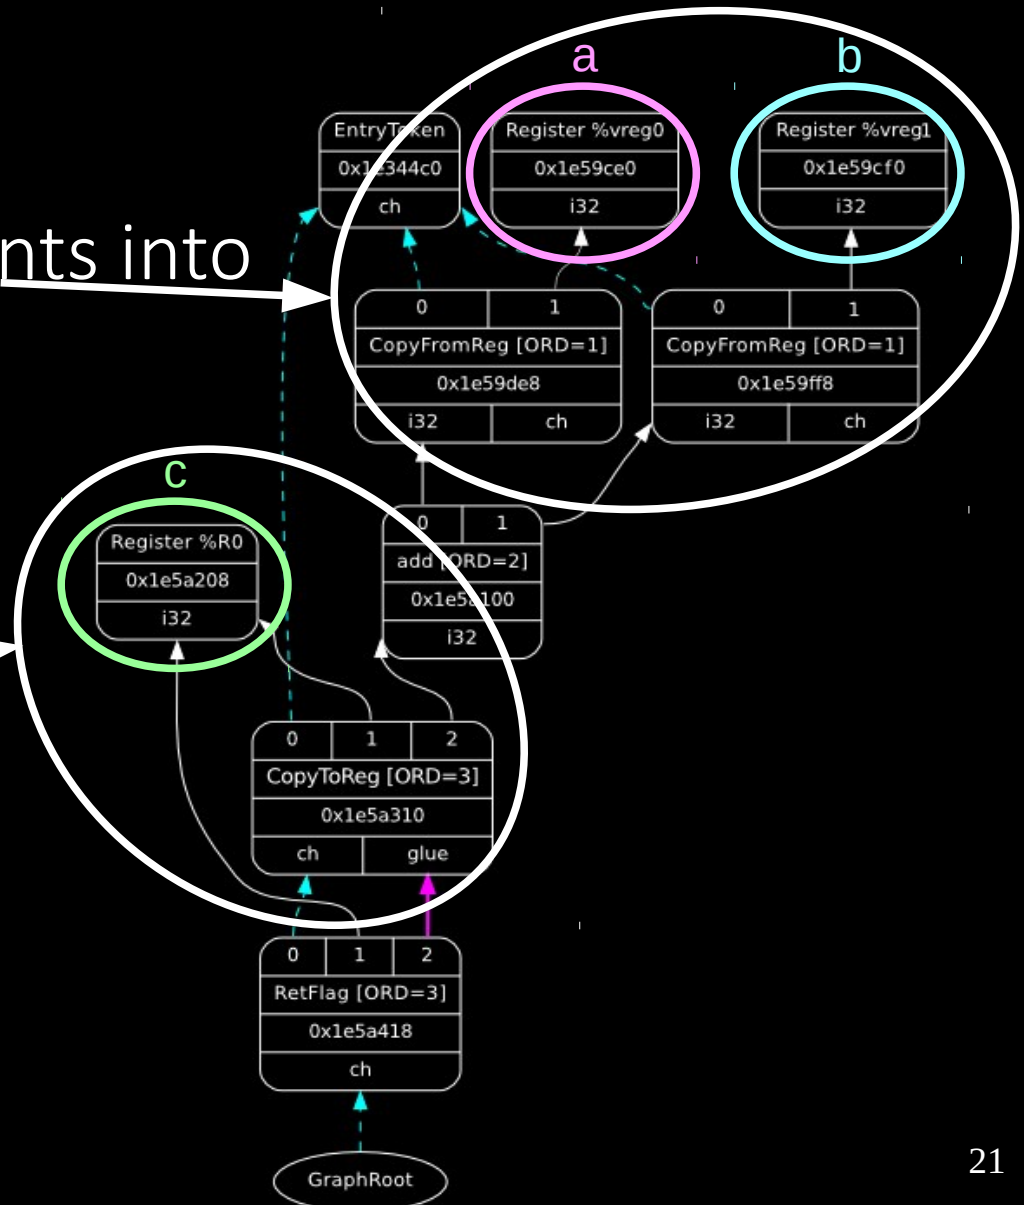 a
b
EntryToken
0x1e344c0
ch
Register %vreg0
0x1e59ce0
i32
Register %vreg1
0x1e59cf0
i32
nts into
0 1
CopyFromReg [ORD=1]
0x1e59de8
i32 ch
0 1
CopyFromReg [ORD=1]
0x1e59ff8
i32 ch
c
Register %R0
0x1e5a208
i32
0 1
add [ORD=2]
0x1e5a100
i32
0 1 2
CopyToReg [ORD=3]
0x1e5a310
ch glue
0 1 2
RetFlag [ORD=3]
0x1e5a418
ch
GraphRoot
21